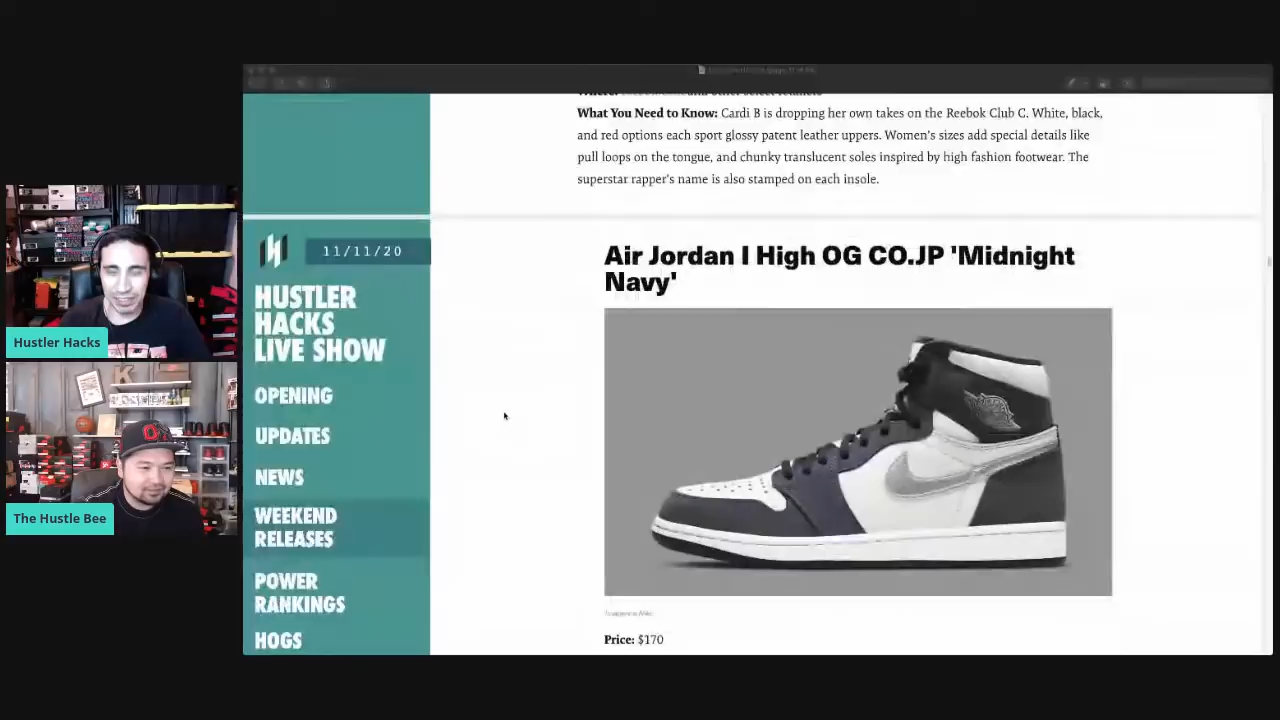 and other select retailers
What You Need to Know: Cardi B is dropping her own takes on the Reebok Club C. White, black,
and red options each sport glossy patent leather uppers. Women's sizes add special details like
pull loops on the tongue, and chunky translucent soles inspired by high fashion footwear. The
superstar rapper's name is also stamped on each insole.
11/11/20
HUSTLER
HACKS
LIVE SHOW
OPENING
UPDATES
NEWS
WEEKEND
RELEASES
POWER
RANKINGS
HOGS
Air Jordan I High OG CO.JP 'Midnight
Navy'
Price: $170
Hustler Hacks
The Hustle Bee